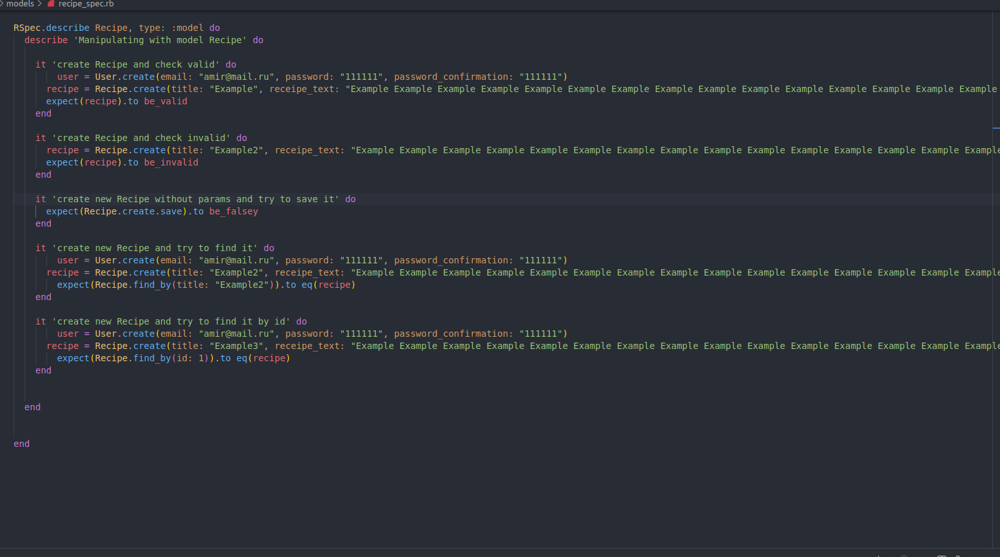 models > recipe_spec.rb
RSpec.describe Recipe, type: :model do
describe 'Manipulating with model Recipe' do
it 'create Recipe and check valid' do
user = User.create(email: "amir@mail.ru", password: "111111", password_confirmation: "111111")
recipe = Recipe.create(title: "Example", receipe_text: "Example Example Example Example Example Example Example Example Example Example Example Example Example Example Example
expect(recipe).to be_valid
end
it 'create Recipe and check invalid' do
recipe = Recipe.create(title: "Example2", receipe_text: "Example Example Example Example Example Example Example Example Example Example Example Example Example Example Example
expect(recipe).to be_invalid
end
it 'create new Recipe without params and try to save it' do
expect(Recipe.create.save).to be_falsey
end
it 'create new Recipe and try to find it' do
user = User.create(email: "amir@mail.ru", password: "111111", password_confirmation: "111111")
recipe = Recipe.create(title: "Example2", receipe_text: "Example Example Example Example Example Example Example Example Example Example Example Example Example Example Example
expect(Recipe.find_by(title: "Example2")).to eq(recipe)
end
it 'create new Recipe and try to find it by id' do
user = User.create(email: "amir@mail.ru", password: "111111", password_confirmation: "111111")
recipe = Recipe.create(title: "Example3", receipe_text: "Example Example Example Example Example Example Example Example Example Example Example Example Example Example Example
expect(Recipe.find_by(id: 1)).to eq(recipe)
end
end
end